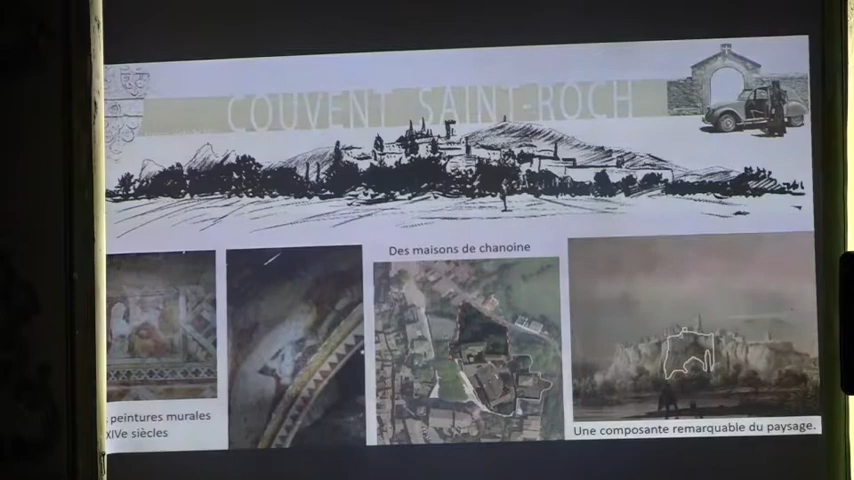 COUVENT SAINT-ROCH
Des maisons de chanoine
peintures murales
XIVe siècles
Une composante remarquable du paysage.